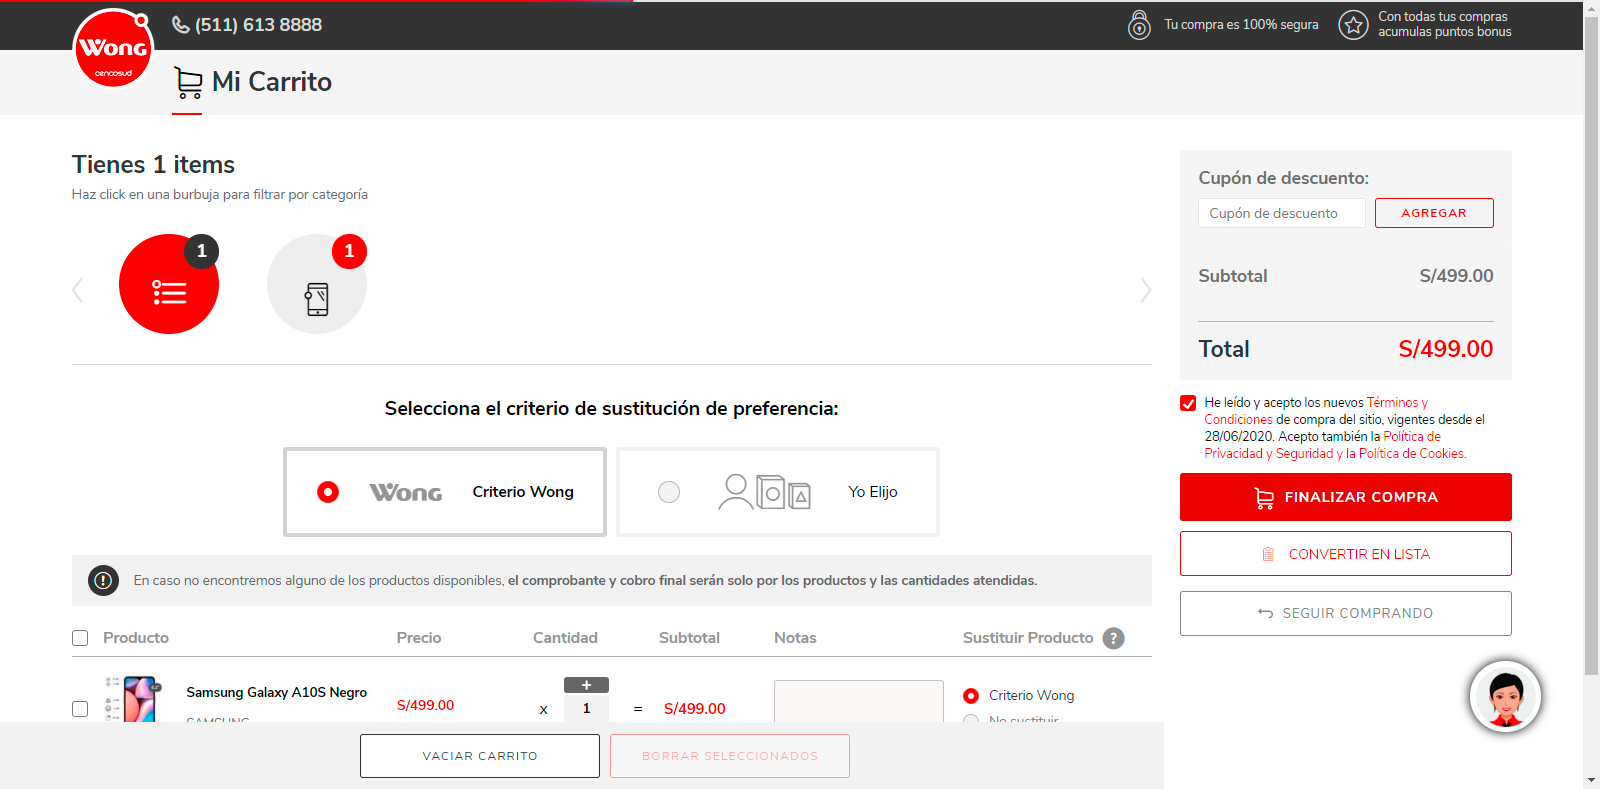 (511) 613 8888
Tu compra es 100% segura
Con todas tus compras
acumulas puntos bonus
Wong
cencosud
Mi Carrito
Tienes 1 items
Haz click en una burbuja para filtrar por categoría
1
1
Cupón de descuento:
Cupón de descuento
AGREGAR
Subtotal
S/499.00
Total
S/499.00
He leído y acepto los nuevos Términos y
Condiciones de compra del sitio, vigentes desde el
28/06/2020. Acepto también la Política de
Privacidad y Seguridad y la Política de Cookies.
FINALIZAR COMPRA
CONVERTIR EN LISTA
SEGUIR COMPRANDO
Selecciona el criterio de sustitución de preferencia:
Wong
Criterio Wong
Yo Elijo
En caso no encontremos alguno de los productos disponibles, el comprobante y cobro final serán solo por los productos y las cantidades atendidas.
Producto
Precio
Cantidad
Subtotal
Notas
Sustituir Producto
?
Samsung Galaxy A10S Negro
SAMSUNG
S/499.00
x
+
1
=
S/499.00
Criterio Wong
No sustituir
VACIAR CARRITO
BORRAR SELECCIONADOS